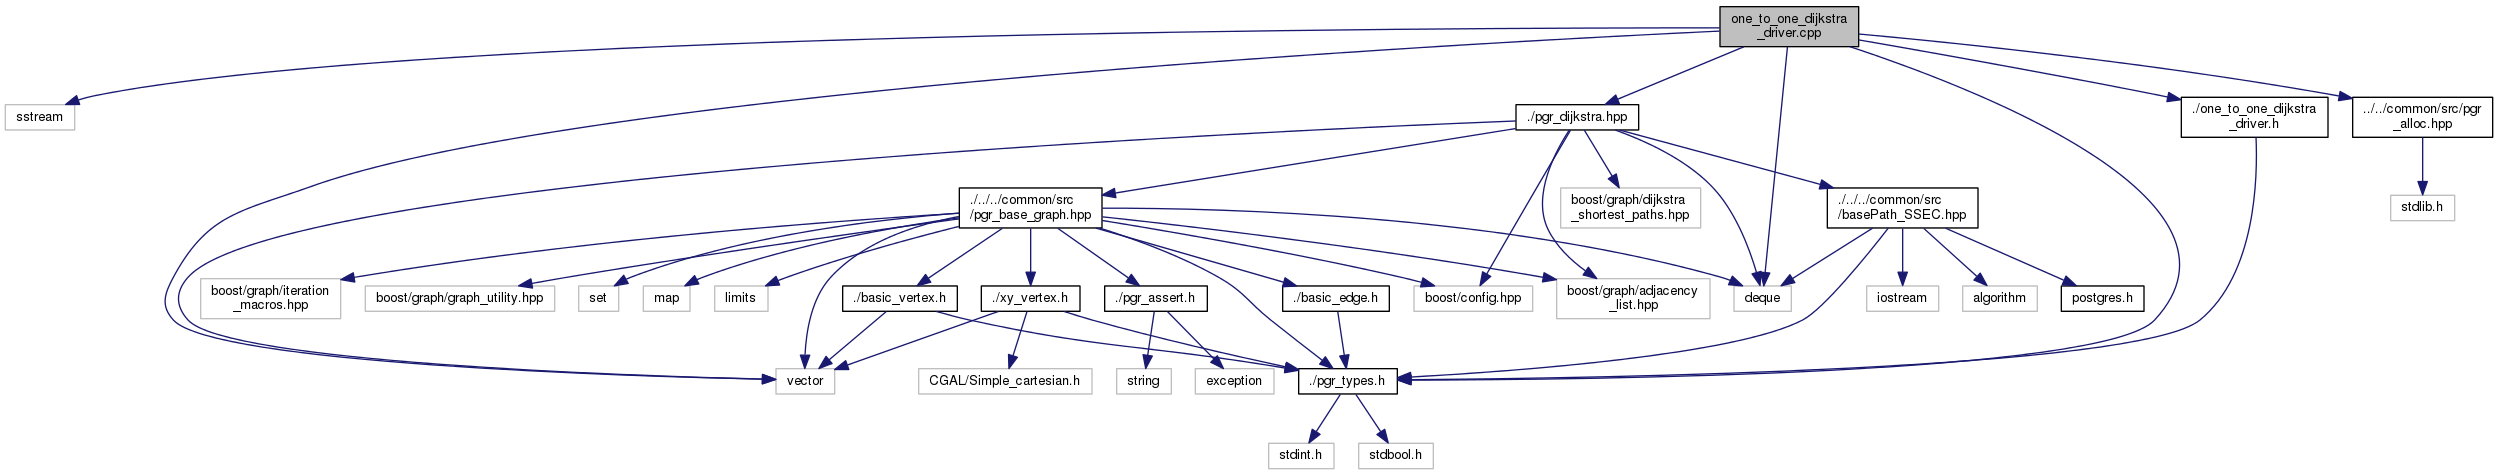 one_to_one_dijkstra
_driver.cpp
sstream
./pgr_dijkstra.hpp
./one_to_one_dijkstra
_driver.h
../../common/src/pgr
_alloc.hpp
./../../common/src
/pgr_base_graph.hpp
boost/graph/dijkstra
_shortest_paths.hpp
./../../common/src
/basePath_SSEC.hpp
stdlib.h
boost/graph/iteration
_macros.hpp
boost/graph/graph_utility.hpp
set
map
limits
./basic_vertex.h
./xy_vertex.h
./pgr_assert.h
./basic_edge.h
boost/config.hpp
boost/graph/adjacency
_list.hpp
deque
iostream
algorithm
postgres.h
vector
CGAL/Simple_cartesian.h
string
exception
./pgr_types.h
stdint.h
stdbool.h